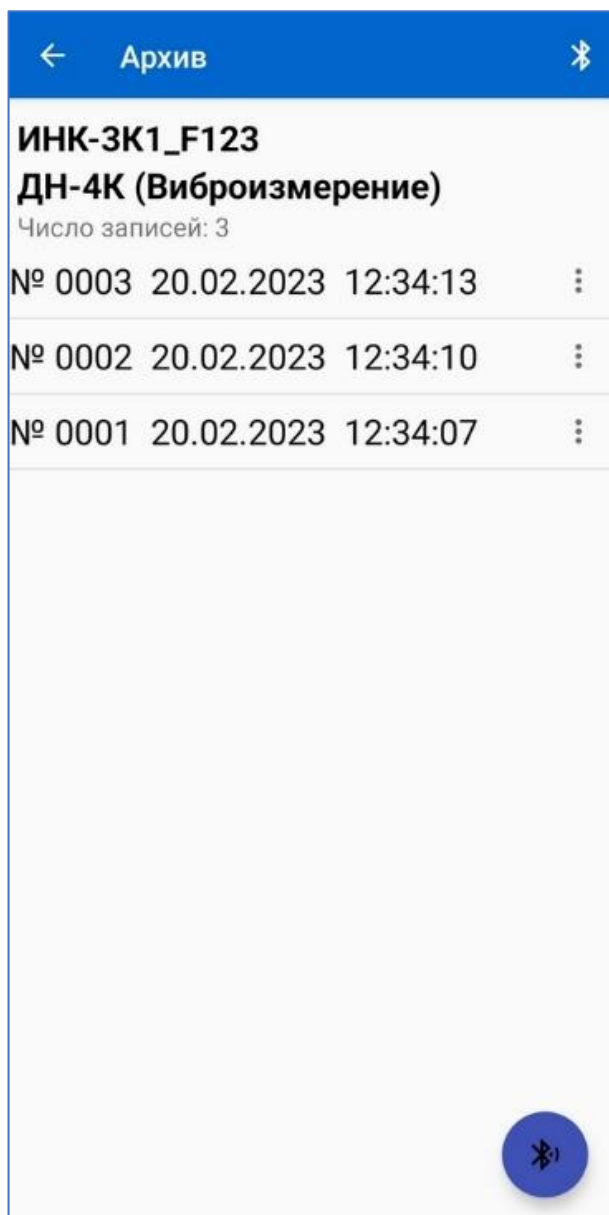 Архив
ИНК-3К1_F123
ДН-4К (Виброизмерение)
Число записей: 3
№ 0003 20.02.2023 12:34:13
№ 0002 20.02.2023 12:34:10
№ 0001 20.02.2023 12:34:07